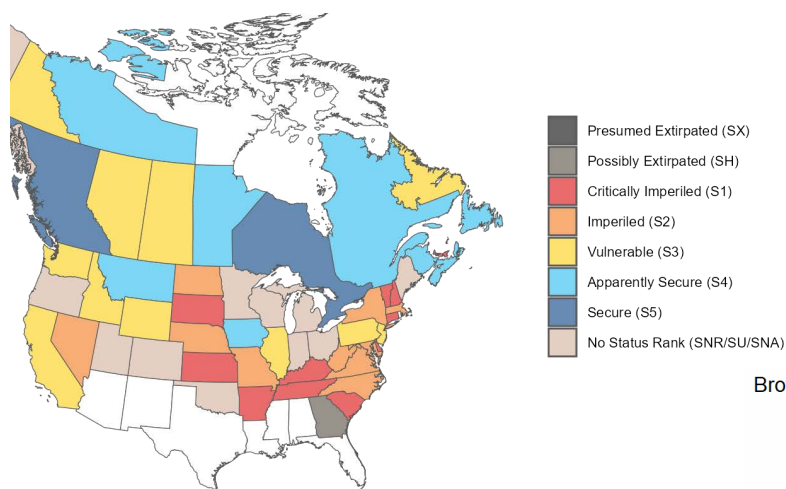 Presumed Extirpated (SX)
Possibly Extirpated (SH)
Critically Imperiled (S1)
Imperiled (S2)
Vulnerable (S3)
Apparently Secure (S4)
Secure (S5)
No Status Rank (SNR/SU/SNA)
Bro